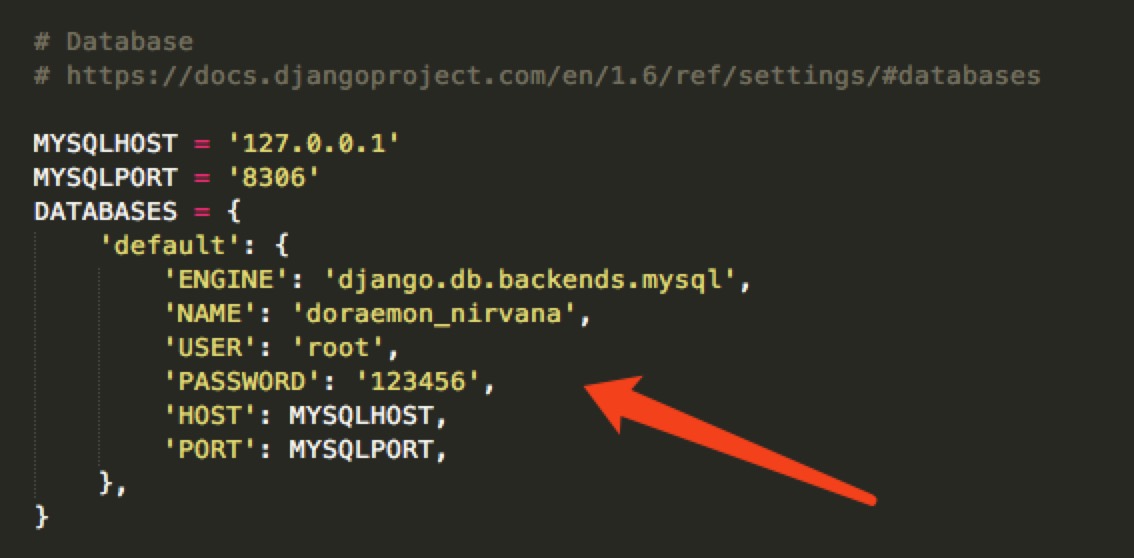 # Database
# https://docs.djangoproject.com/en/1.6/ref/settings/#databases
MYSQLHOST = '127.0.0.1'
MYSQLPORT = '8306'
DATABASES = {
    'default': {
        'ENGINE': 'django.db.backends.mysql',
        'NAME': 'doraemon_nirvana',
        'USER': 'root',
        'PASSWORD': '123456',
        'HOST': MYSQLHOST,
        'PORT': MYSQLPORT,
    },
}